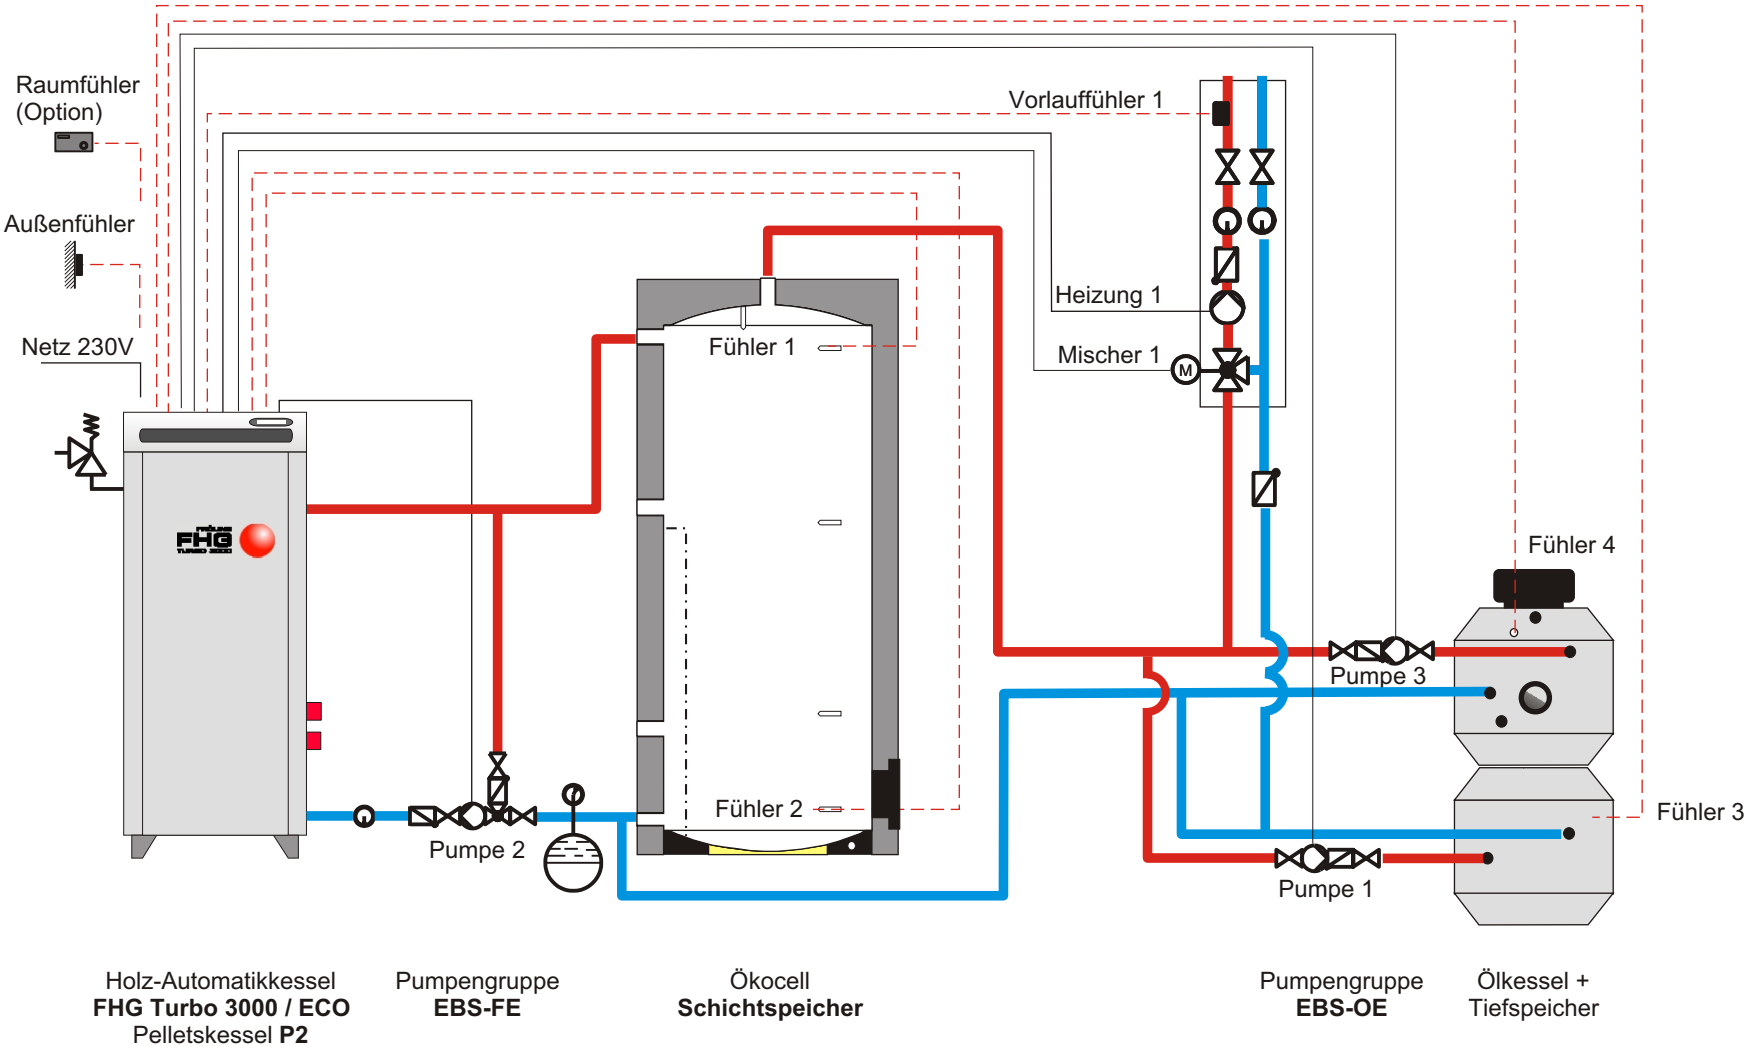 Raumfühler
(Option)
Außenfühler
Netz 230V
Vorlauffühler 1
Heizung 1
Mischer 1
M
Fühler 1
Fühler 2
FHG
TURBO 3000
Pumpe 2
Fühler 4
Pumpe 3
Fühler 3
Pumpe 1
Holz-Automatikkessel
FHG Turbo 3000 / ECO
Pelletskessel P2
Pumpengruppe
EBS-FE
Ökocell
Schichtspeicher
Pumpengruppe
EBS-OE
Ölkessel +
Tiefspeicher